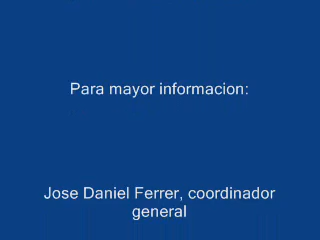 Para mayor informacion:
Jose Daniel Ferrer, coordinador
general